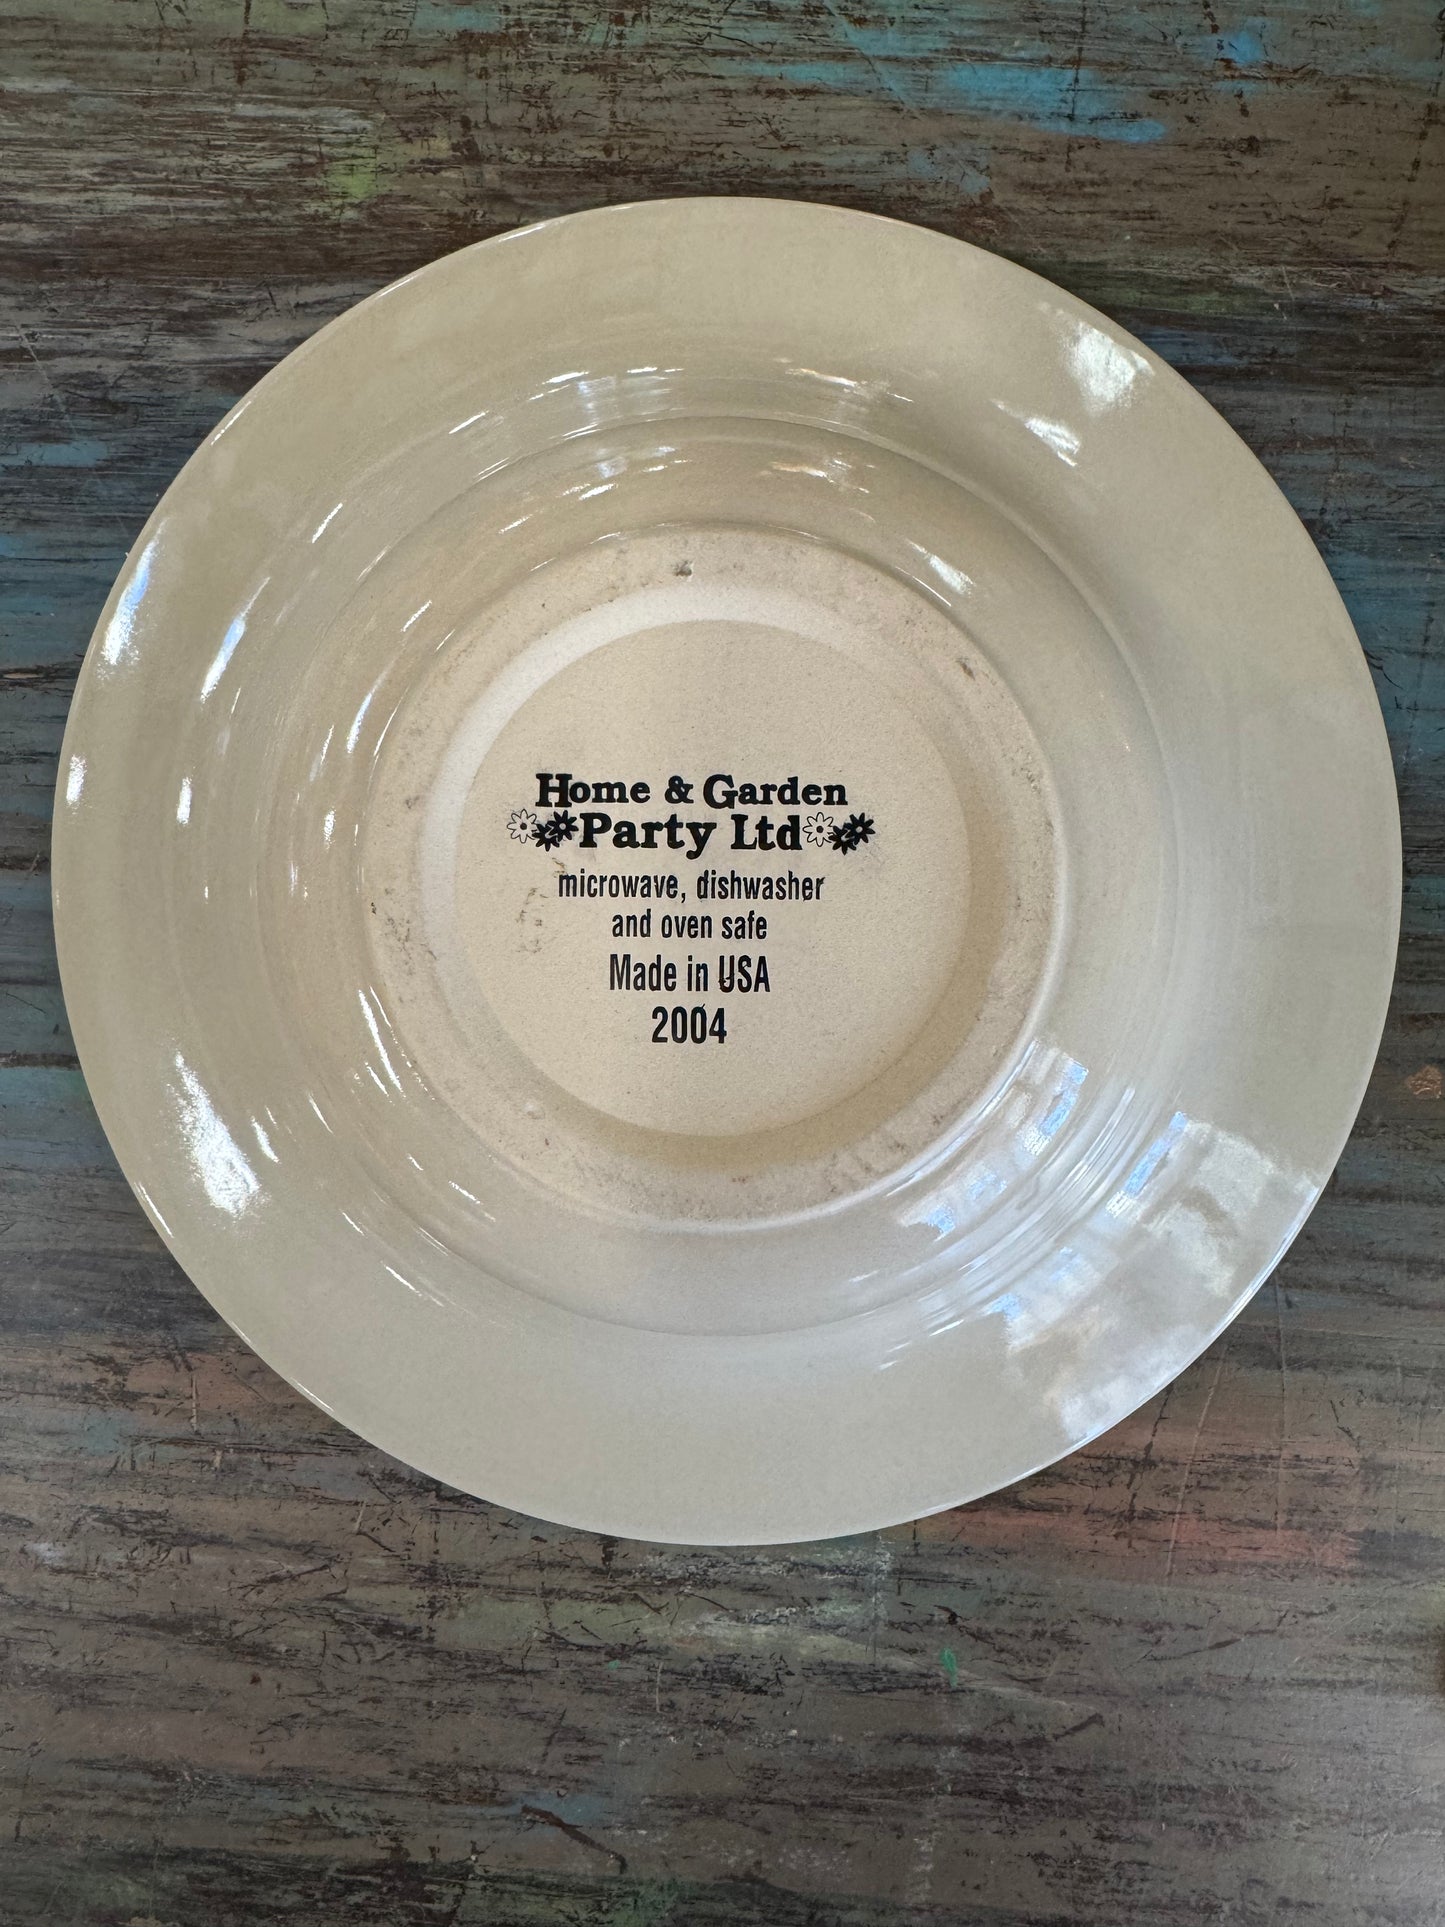 Home & Garden
Party Ltd
microwave, dishwasher
and oven safe
Made in USA
2004